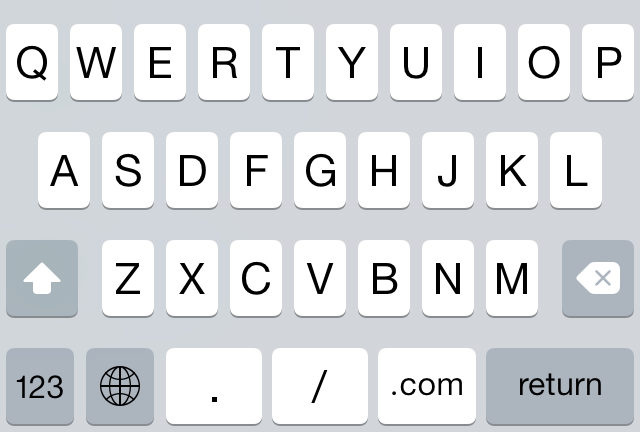 Q W E R T Y U I O P
A S D F G H J K L
Z X C V B N M
123 . / .com return